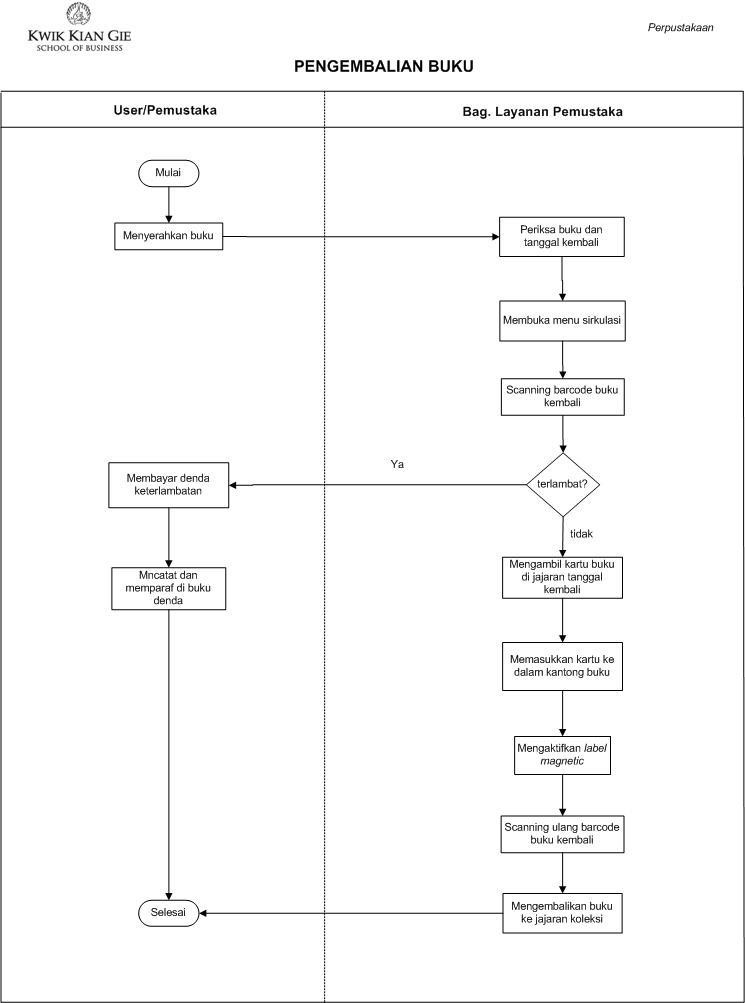 KWIK KIAN GIE
SCHOOL OF BUSINESS
Perpustakaan
PENGEMBALIAN BUKU
User/Pemustaka
Bag. Layanan Pemustaka
Mulai
Menyerahkan buku
Periksa buku dan
tanggal kembali
Membuka menu sirkulasi
Scanning barcode buku
kembali
terlambat?
Ya
Membayar denda
keterlambatan
Mncatat dan
memparaf di buku
denda
tidak
Mengambil kartu buku
di jajaran tanggal
kembali
Memasukkan kartu ke
dalam kantong buku
Mengaktifkan label
magnetic
Scanning ulang barcode
buku kembali
Mengembalikan buku
ke jajaran koleksi
Selesai